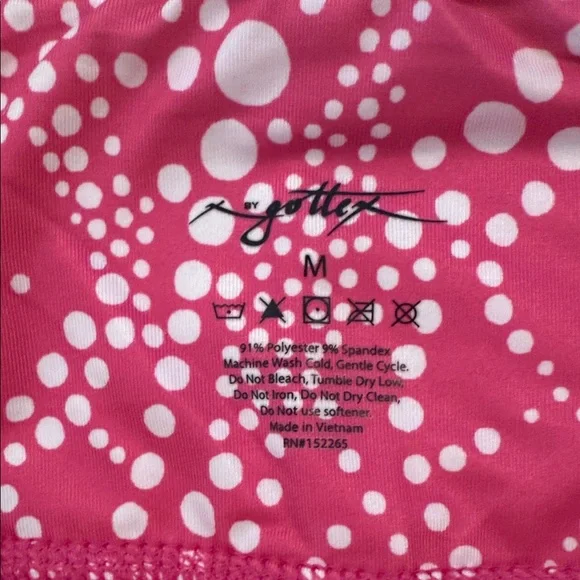 X BY gottex
M
91% Polyester 9% Spandex
Machine Wash Cold, Gentle Cycle.
Do Not Bleach, Tumble Dry Low,
Do Not Iron, Do Not Dry Clean,
Do Not use softener.
Made in Vietnam
RN#152265